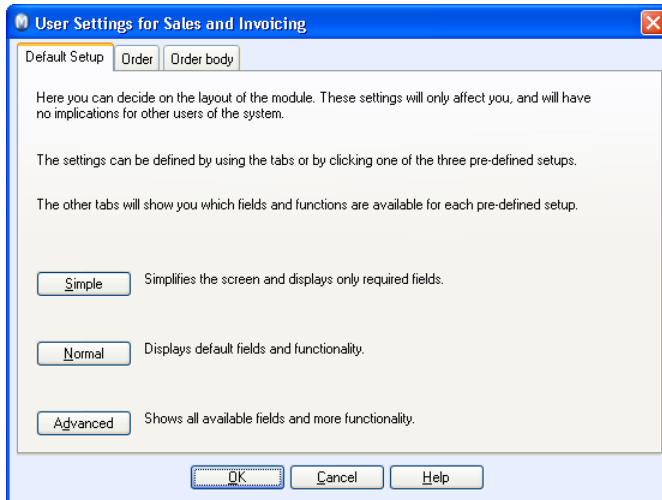 User Settings for Sales and Invoicing
Default Setup
Order
Order body
Here you can decide on the layout of the module. These settings will only affect you, and will have
no implications for other users of the system.
The settings can be defined by using the tabs or by clicking one of the three pre-defined setups.
The other tabs will show you which fields and functions are available for each pre-defined setup.
Simple
Simplifies the screen and displays only required fields.
Normal
Displays default fields and functionality.
Advanced
Shows all available fields and more functionality.
OK
Cancel
Help